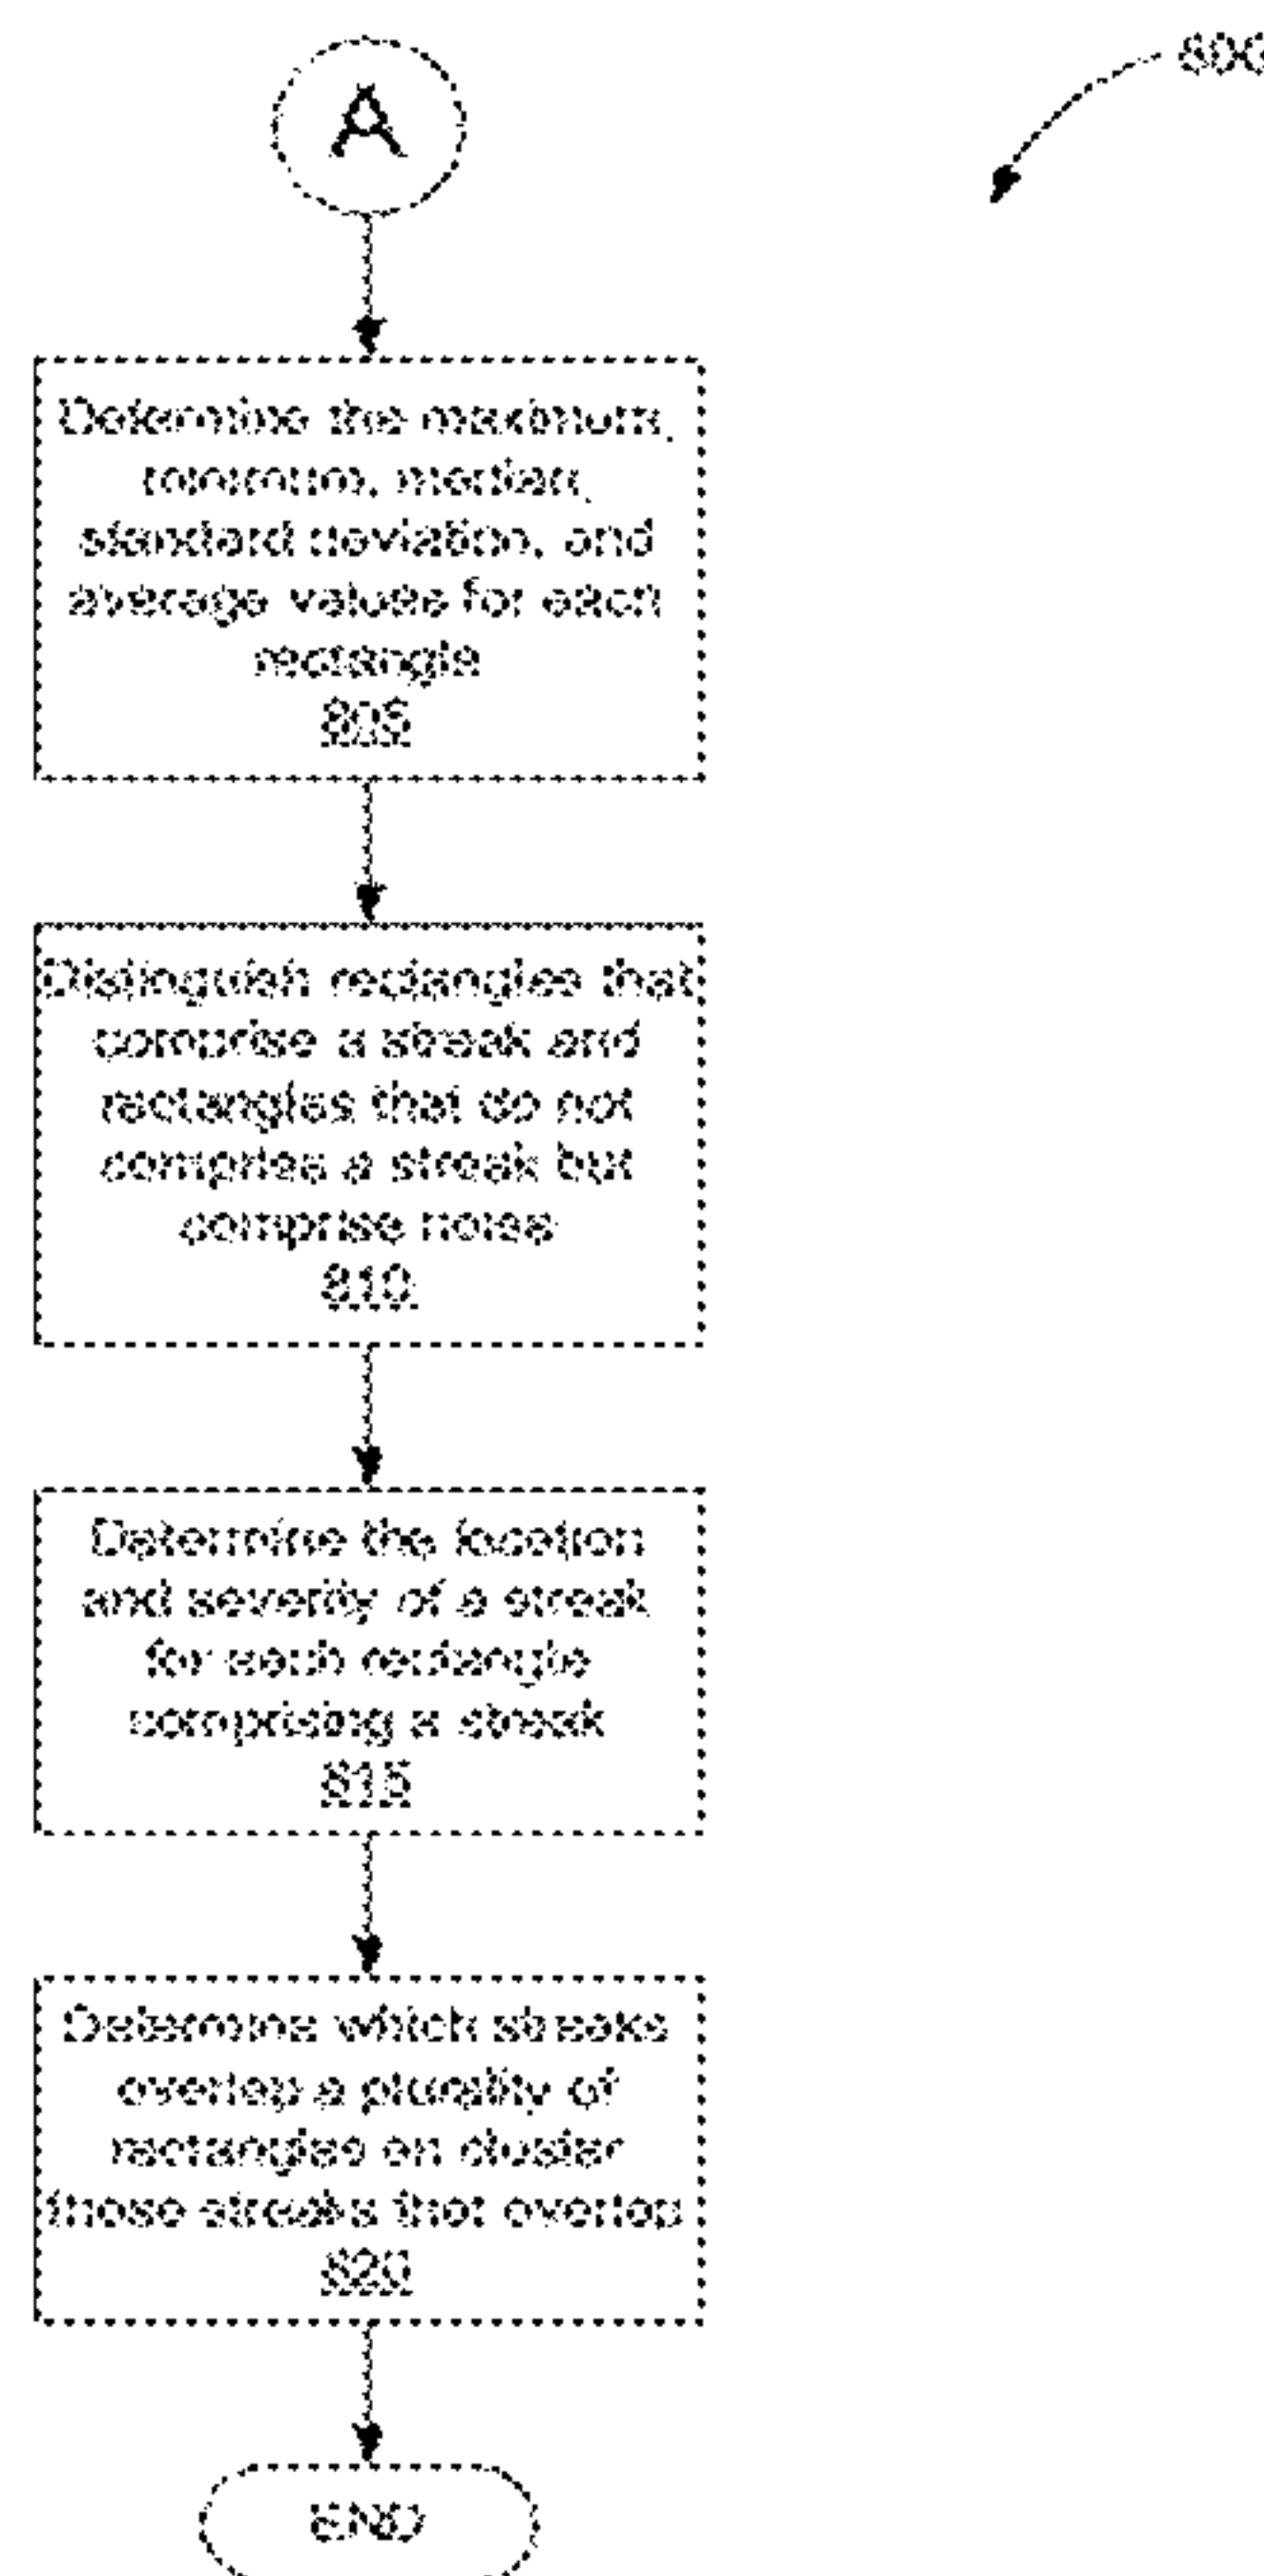 A
800
Determine the maximum,
minimum, median,
standard deviation, and
average values for each
rectangle
805
Distinguish rectangles that
comprise a streak and
rectangles that do not
comprise a streak but
comprise noise
810
Determine the location
and severity of a streak
for each rectangle
comprising a streak
815
Determine which streaks
overlap a plurality of
rectangles on cluster
those streaks that overlap
820
END